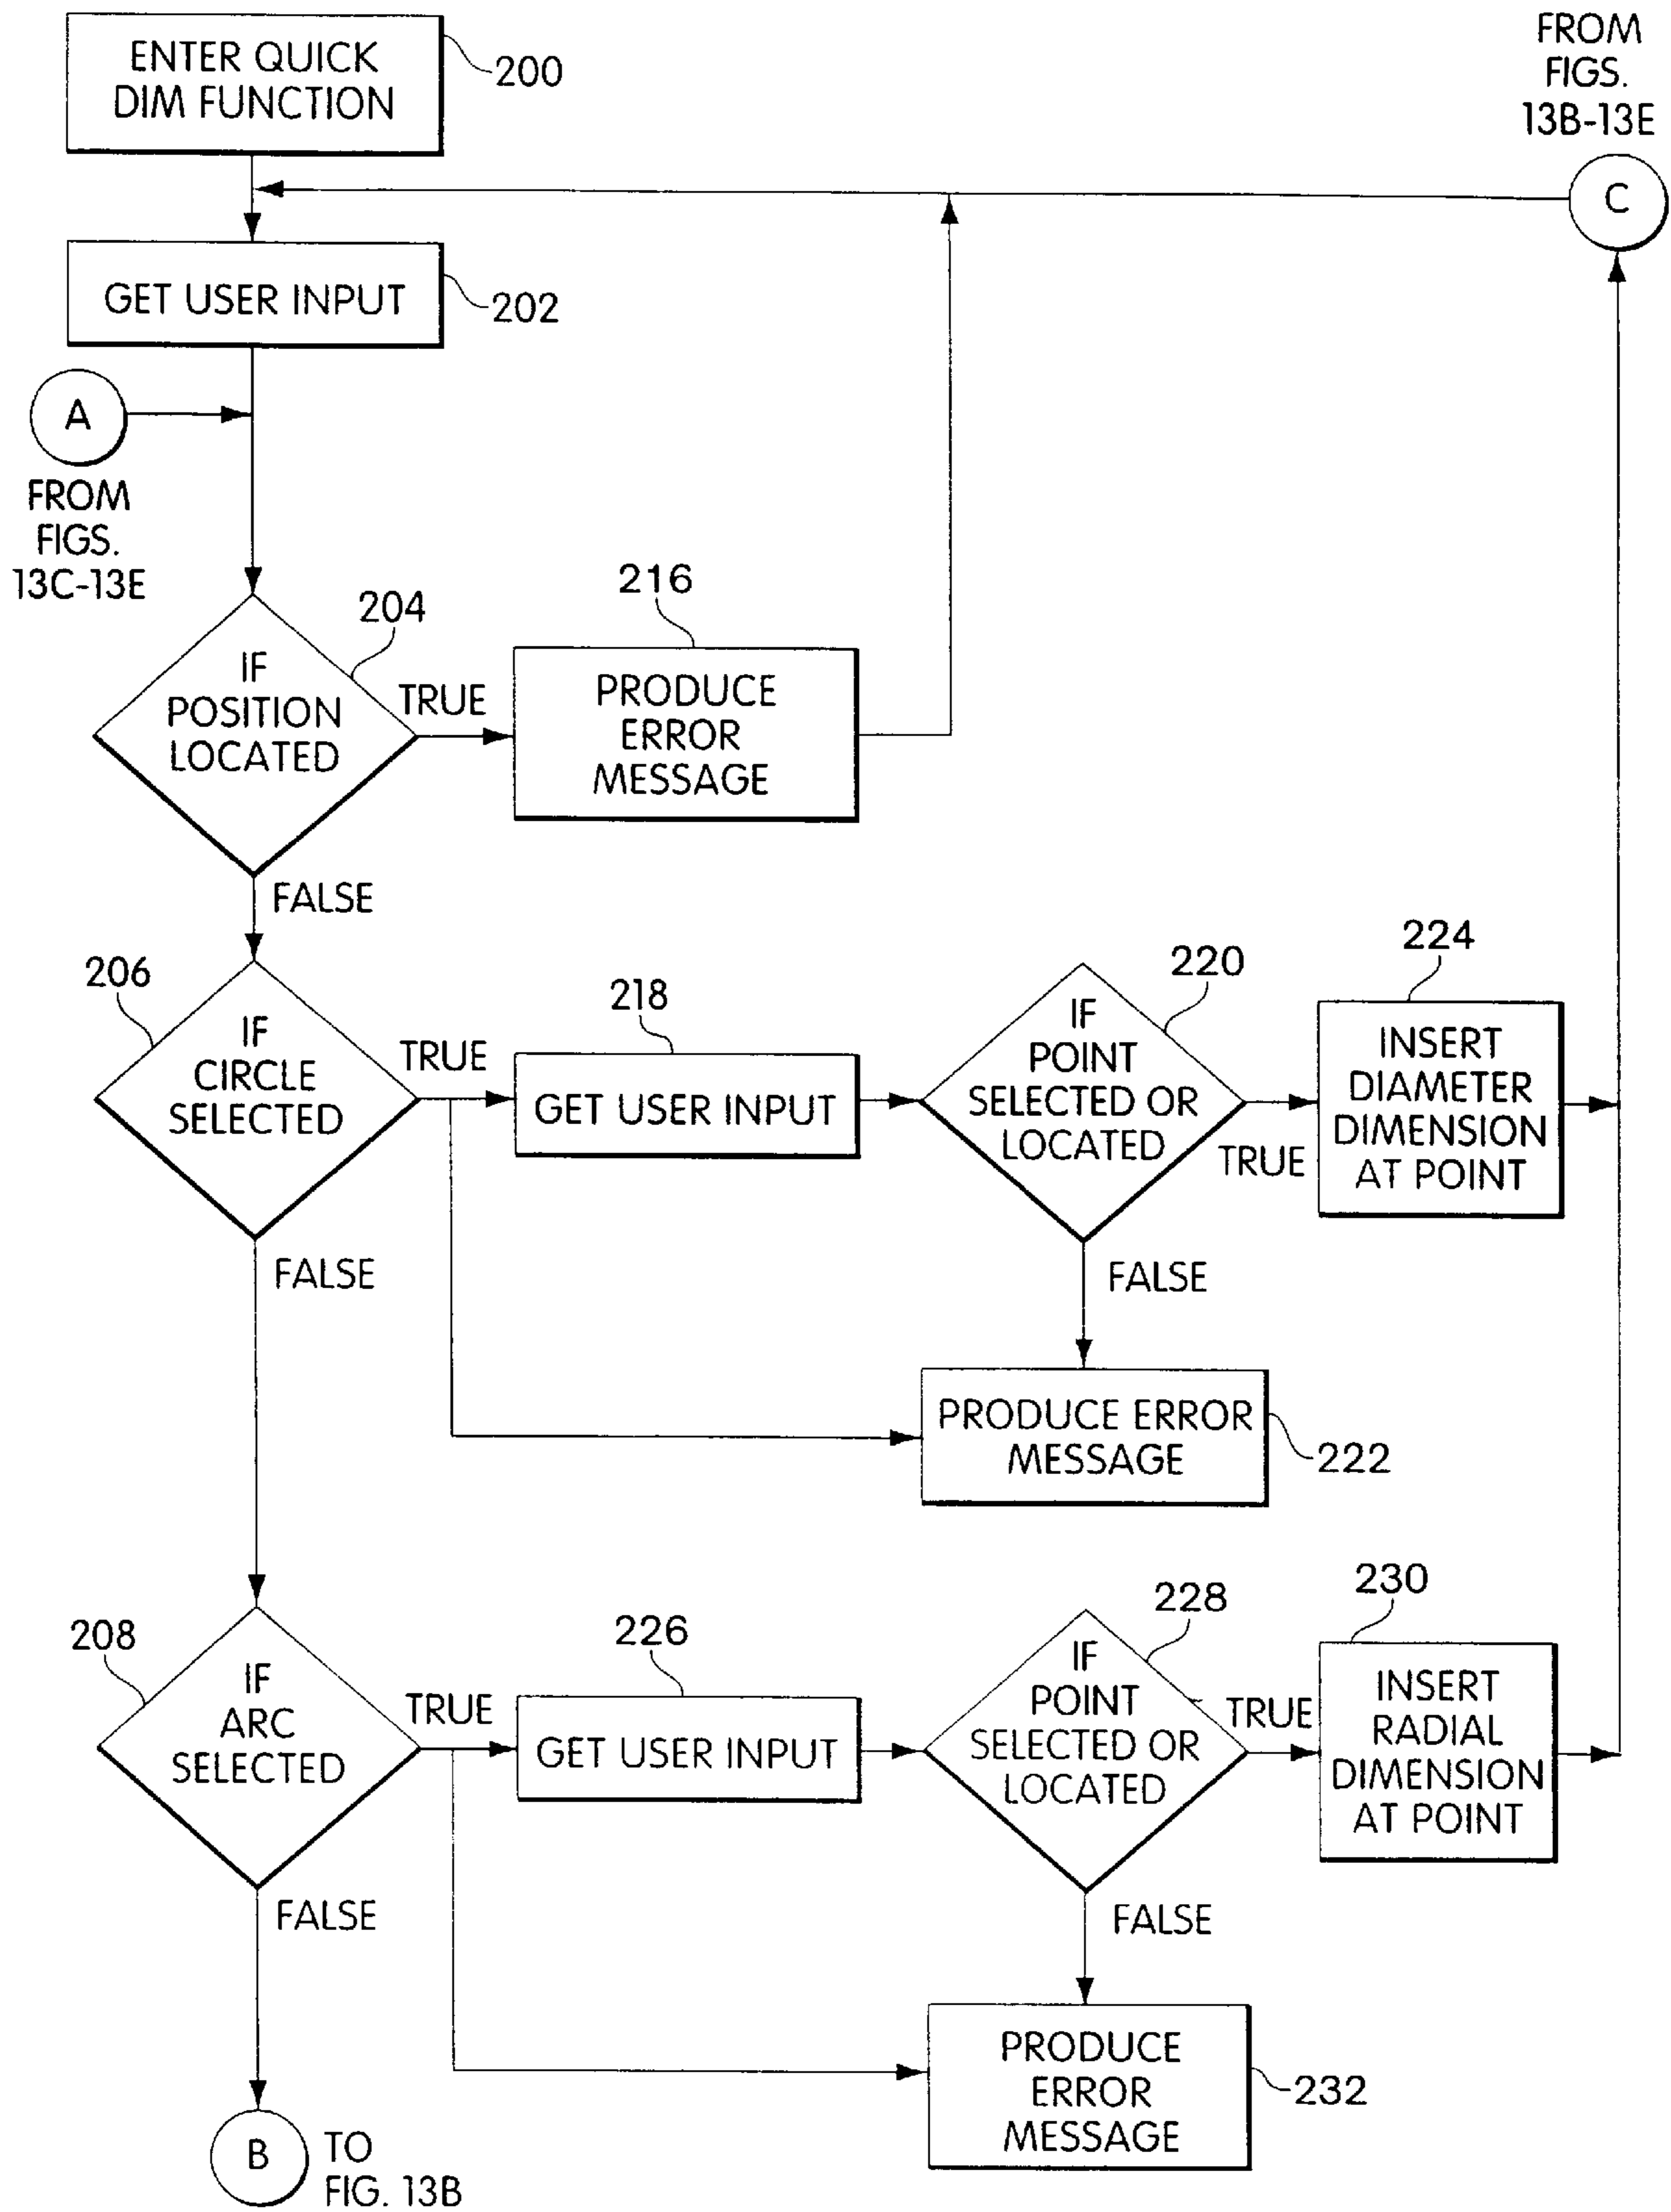 ENTER QUICK
DIM FUNCTION
200
FROM
FIGS.
13B-13E
C
GET USER INPUT
202
A
FROM
FIGS.
13C-13E
204
IF
POSITION
LOCATED
TRUE
216
PRODUCE
ERROR
MESSAGE
FALSE
206
IF
CIRCLE
SELECTED
TRUE
218
GET USER INPUT
220
IF
POINT
SELECTED OR
LOCATED
TRUE
224
INSERT
DIAMETER
DIMENSION
AT POINT
FALSE
FALSE
PRODUCE ERROR
MESSAGE
222
208
IF
ARC
SELECTED
TRUE
226
GET USER INPUT
228
IF
POINT
SELECTED OR
LOCATED
TRUE
230
INSERT
RADIAL
DIMENSION
AT POINT
FALSE
FALSE
PRODUCE
ERROR
MESSAGE
232
B
TO
FIG. 13B